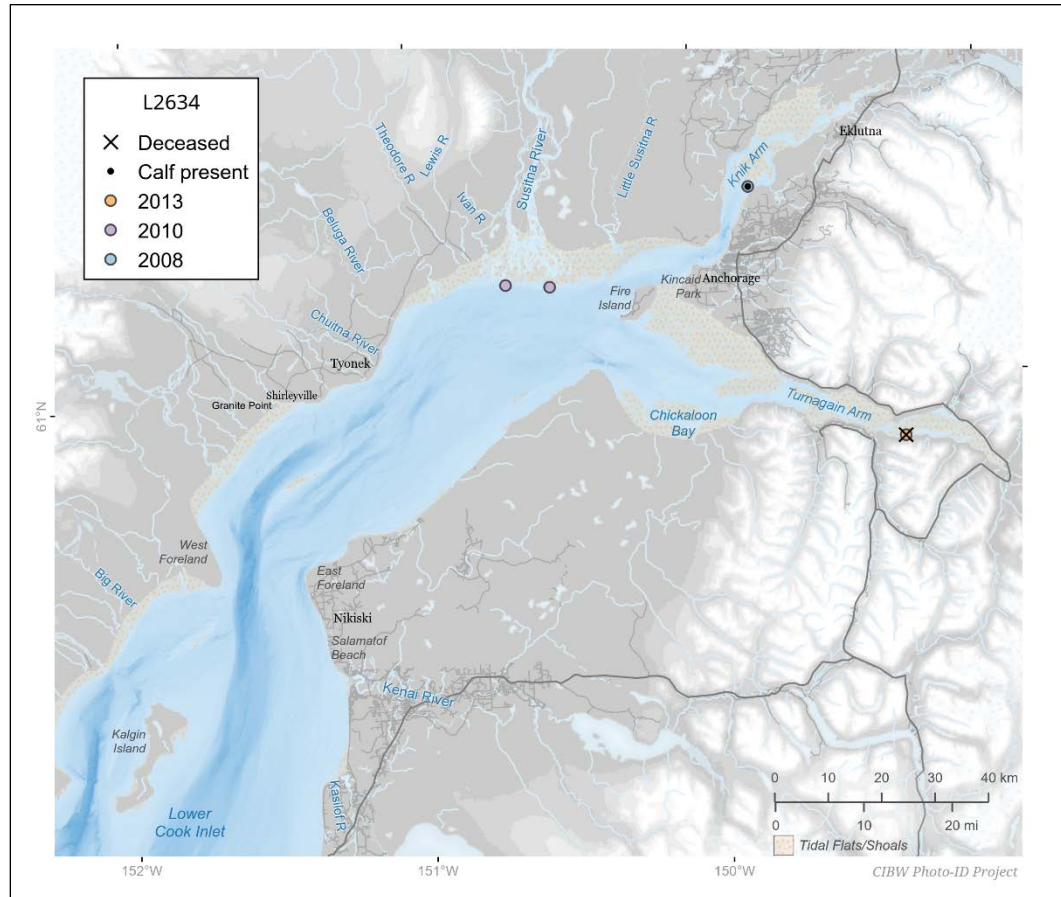 L2634
Deceased
Calf present
2013
2010
2008
Theodore R
Lewis R
Ivan R
Susitna River
Little Susitna R
Knik Arm
Eklutna
Beluga River
Fire
Island
Kincaid
Park
Anchorage
Chuitna River
Tyonek
Shirleyville
Granite Point
Chickaloon
Bay
Turnagain Arm
61°N
West
Foreland
East
Foreland
Big River
Nikiski
Salamatof
Beach
Kenai River
Kalgin
Island
Kasilof R
Lower
Cook Inlet
0 10 20 30 40 km
0 10 20 mi
Tidal Flats/Shoals
CIBW Photo-ID Project
152°W
151°W
150°W